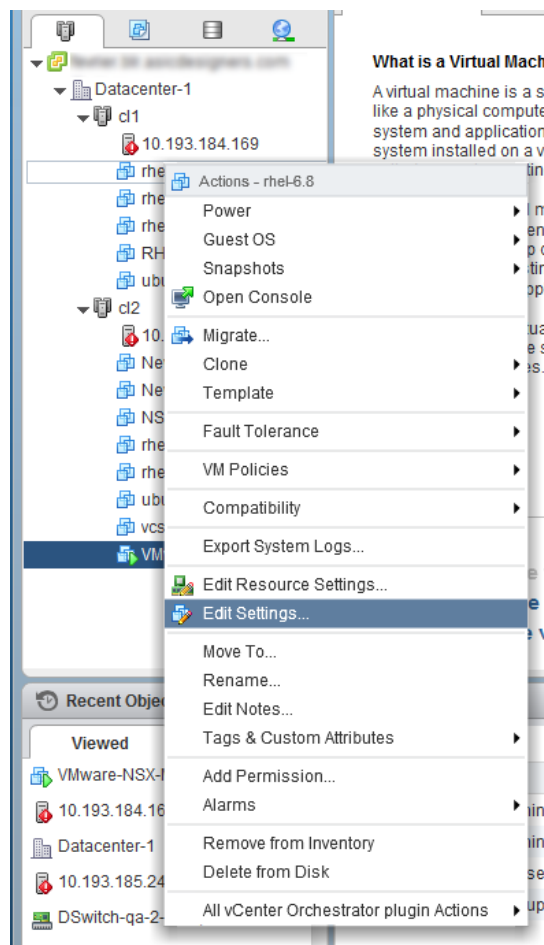 What is a Virtual Mach
Datacenter-1
A virtual machine is a s
like a physical compute
cl1
system and application
10.193.184.169
system installed on a v
rhe
Actions - rhel-6.8
rhe
Power
rhe
Guest OS
RH
Snapshots
ubu
Open Console
cl2
10.
Migrate...
Ne
Clone
es.
Ne
Template
NS
Fault Tolerance
rhe
rhe
VM Policies
ubu
Compatibility
vcs
Export System Logs...
VMw
Edit Resource Settings...
Edit Settings...
Move To...
Rename...
Recent Obje
Edit Notes...
Viewed
Tags & Custom Attributes
VMware-NSX-M
Add Permission...
10.193.184.16
Alarms
Datacenter-1
Remove from Inventory
10.193.185.24
Delete from Disk
DSwitch-qa-2-
All vCenter Orchestrator plugin Actions
up